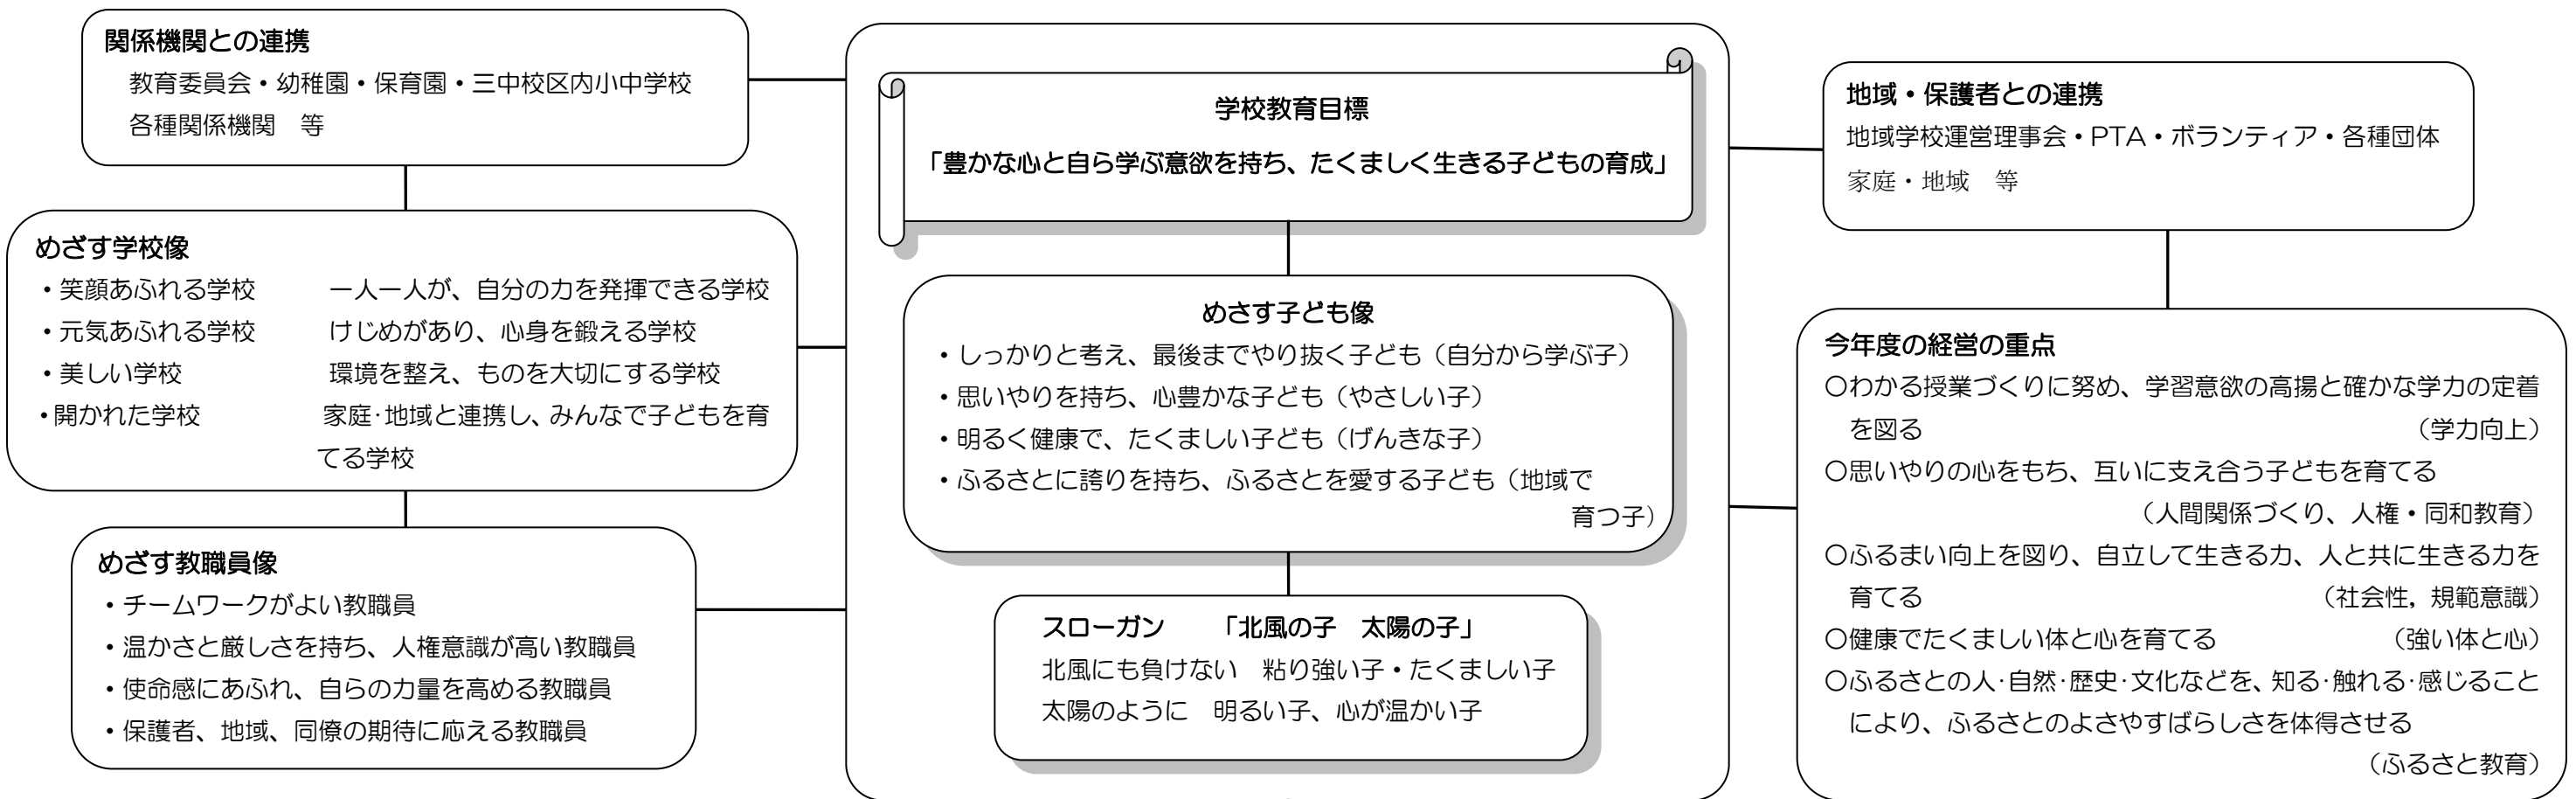 関係機関との連携
教育委員会・幼稚園・保育園・三中校区内小中学校
各種関係機関　等
めざす学校像
・笑顔あふれる学校　　　一人一人が、自分の力を発揮できる学校
・元気あふれる学校　　　けじめがあり、心身を鍛える学校
・美しい学校　　　　　　環境を整え、ものを大切にする学校
・開かれた学校　　　　　家庭・地域と連携し、みんなで子どもを育
てる学校
めざす教職員像
・チームワークがよい教職員
・温かさと厳しさを持ち、人権意識が高い教職員
・使命感にあふれ、自らの力量を高める教職員
・保護者、地域、同僚の期待に応える教職員
学校教育目標
「豊かな心と自ら学ぶ意欲を持ち、たくましく生きる子どもの育成」
めさす子ども像
・しっかりと考え、最後までやり抜く子ども（自分から学ぶ子）
・思いやりを持ち、心豊かな子ども（やさしい子）
・明るく健康で、たくましい子ども（げんきな子）
・ふるさとに誇りを持ち、ふるさとを愛する子ども（地域で
育つ子）
スローガン　　「北風の子　太陽の子」
北風にも負けない　粘り強い子・たくましい子
太陽のように　明るい子、心が温かい子
地域・保護者との連携
地域学校運営理事会・PTA・ボランティア・各種団体
家庭・地域　等
今年度の経営の重点
○わかる授業づくりに努め、学習意欲の高揚と確かな学力の定着
を図る　　　　　　　　　　　　　　　　　　　　（学力向上）
○思いやりの心をもち、互いに支え合う子どもを育てる
（人間関係づくり、人権・同和教育）
○ふるまい向上を図り、自立して生きる力、人と共に生きる力を
育てる　　　　　　　　　　　　　　　　（社会性，規範意識）
○健康でたくましい体と心を育てる　　　　　　　（強い体と心）
○ふるさとの人・自然・歴史・文化などを、知る・触れる・感じること
により、ふるさとのよさやすばらしさを体得させる
（ふるさと教育）